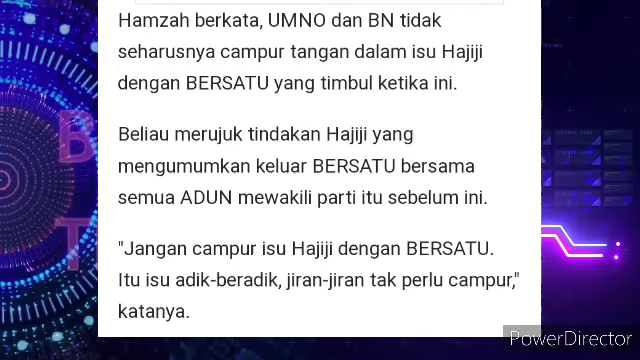 Hamzah berkata, UMNO dan BN tidak
seharusnya campur tangan dalam isu Hajiji
dengan BERSATU yang timbul ketika ini.
Beliau merujuk tindakan Hajiji yang
mengumumkan keluar BERSATU bersama
semua ADUN mewakili parti itu sebelum ini.
"Jangan campur isu Hajiji dengan BERSATU.
Itu isu adik-beradik, jiran-jiran tak perlu campur,"
katanya.
B
T
PowerDirector